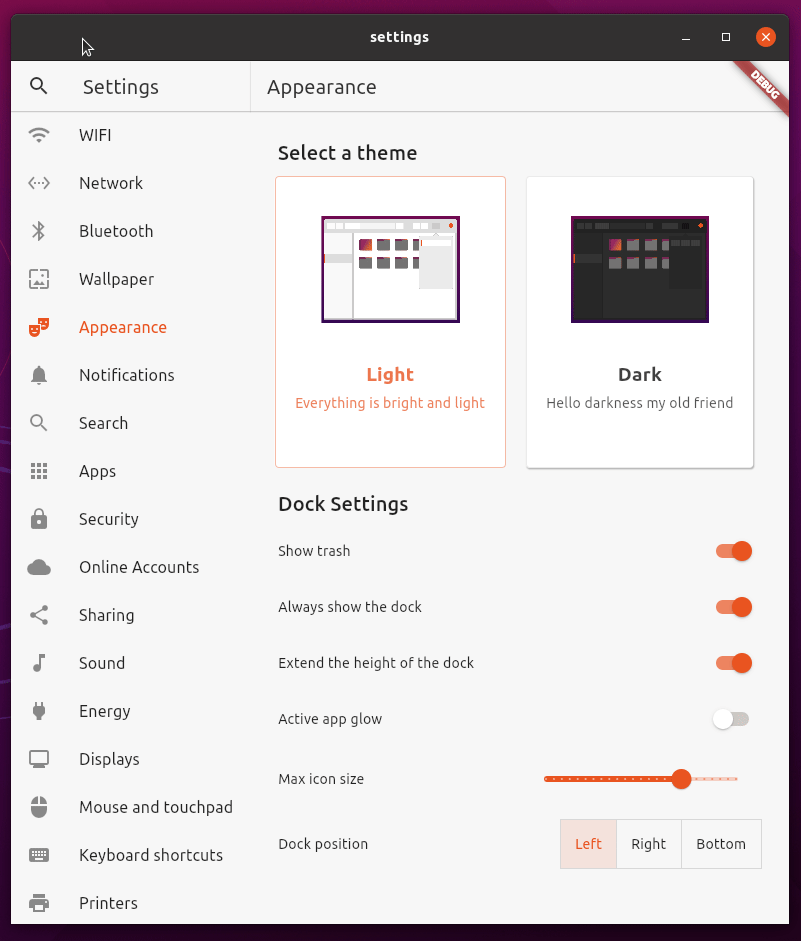 settings
Settings
Appearance
DEBUG
WIFI
Network
Bluetooth
Wallpaper
Appearance
Notifications
Search
Apps
Security
Online Accounts
Sharing
Sound
Energy
Displays
Mouse and touchpad
Keyboard shortcuts
Printers
Select a theme
Light
Everything is bright and light
Dark
Hello darkness my old friend
Dock Settings
Show trash
Always show the dock
Extend the height of the dock
Active app glow
Max icon size
Dock position
Left
Right
Bottom